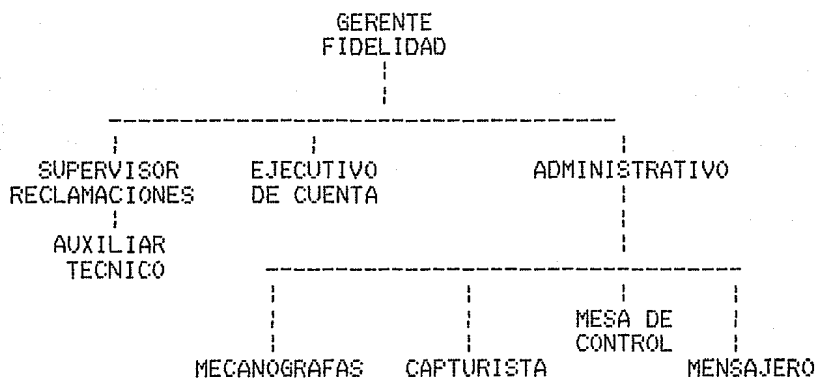 GERENTE
FIDELIDAD
SUPERVISOR EJECUTIVO ADMINISTRATIVO
RECLAMACIONES DE CUENTA
AUXILIAR
TECNICO
MESA DE
CONTROL
MECANOGRAFAS CAPTURISTA MENSAJERO